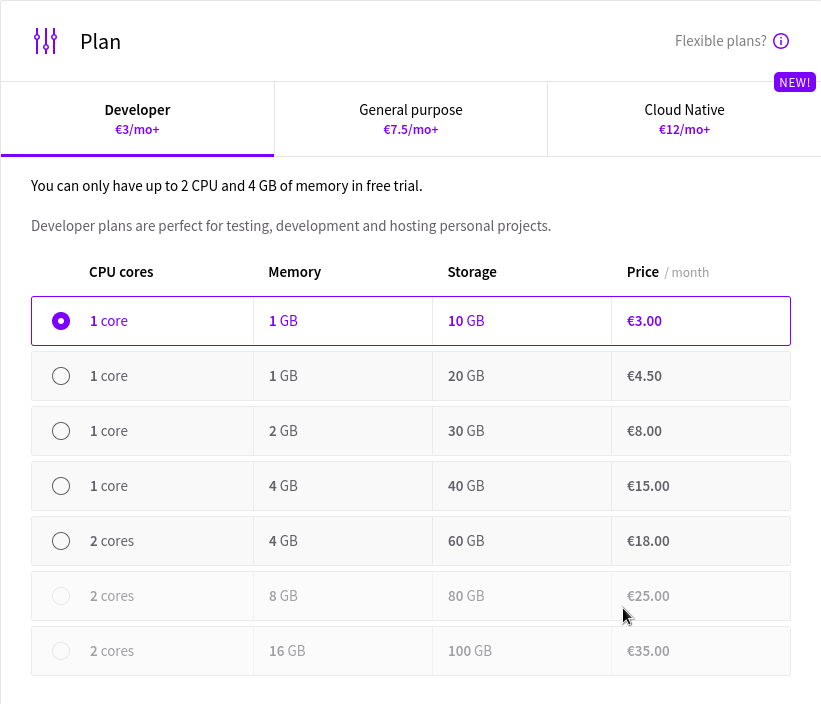 Plan
Flexible plans?
NEW!
Developer
€3/mo+
General purpose
€7.5/mo+
Cloud Native
€12/mo+
You can only have up to 2 CPU and 4 GB of memory in free trial.
Developer plans are perfect for testing, development and hosting personal projects.
CPU cores Memory Storage Price / month
1 core 1 GB 10 GB €3.00
1 core 1 GB 20 GB €4.50
1 core 2 GB 30 GB €8.00
1 core 4 GB 40 GB €15.00
2 cores 4 GB 60 GB €18.00
2 cores 8 GB 80 GB €25.00
2 cores 16 GB 100 GB €35.00